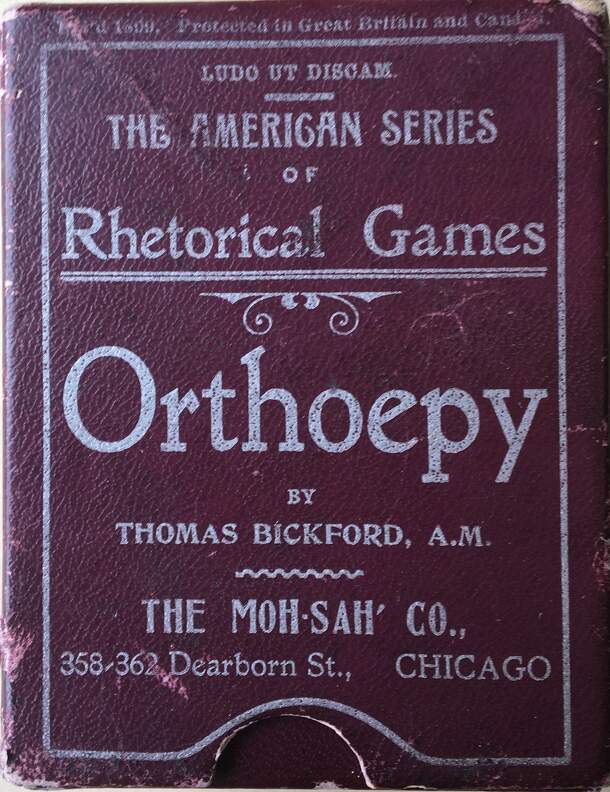 1899. Protected in Great Britain and
LUDO UT DISCAM.
THE AMERICAN SERIES
OF
Rhetorical Games
Orthoepy
BY
THOMAS BICKFORD, A.M.
THE MOH·SAH' CO.,
358-362 Dearborn St., CHICAGO